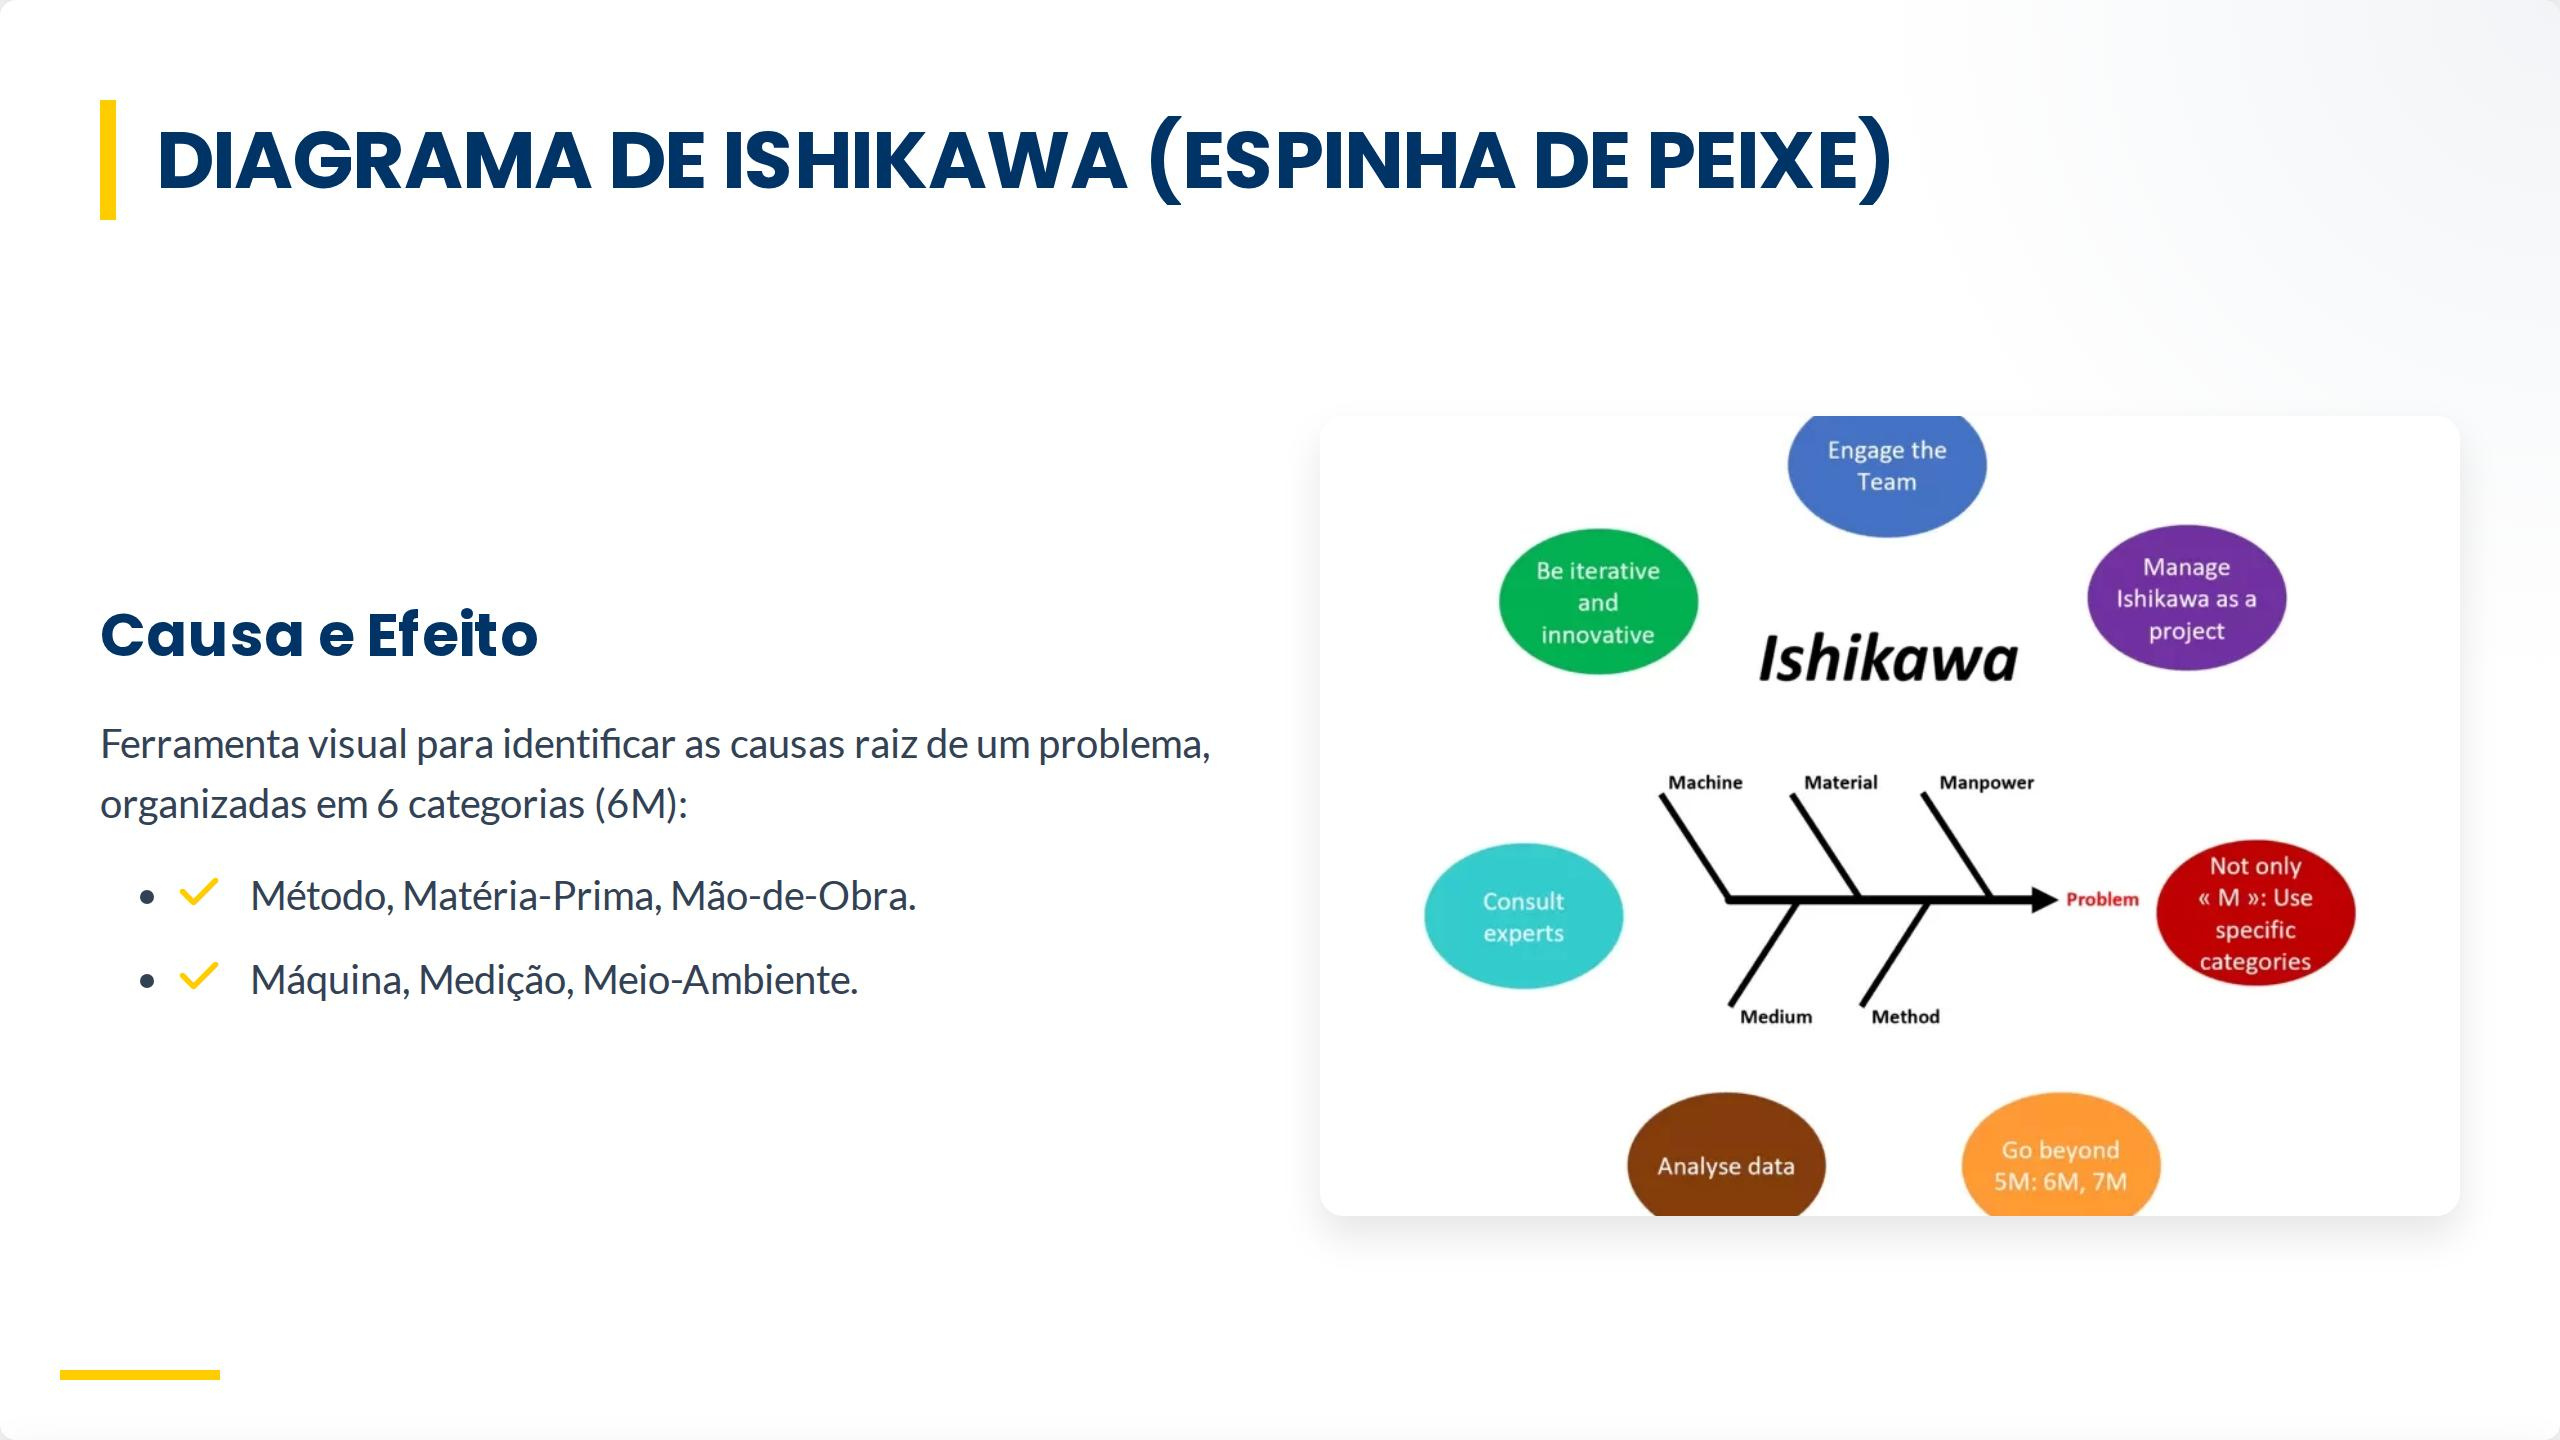 DIAGRAMA DE ISHIKAWA (ESPINHA DE PEIXE)
Causa e Efeito
Ferramenta visual para identificar as causas raiz de um problema,
organizadas em 6 categorias (6M):
Método, Matéria-Prima, Mão-de-Obra.
Máquina, Medição, Meio-Ambiente.
Engage the
Team
Be iterative
and
innovative
Manage
Ishikawa as a
project
Ishikawa
Machine
Material
Manpower
Consult
experts
Problem
Not only
« M »: Use
specific
categories
Medium
Method
Analyse data
Go beyond
5M: 6M, 7M